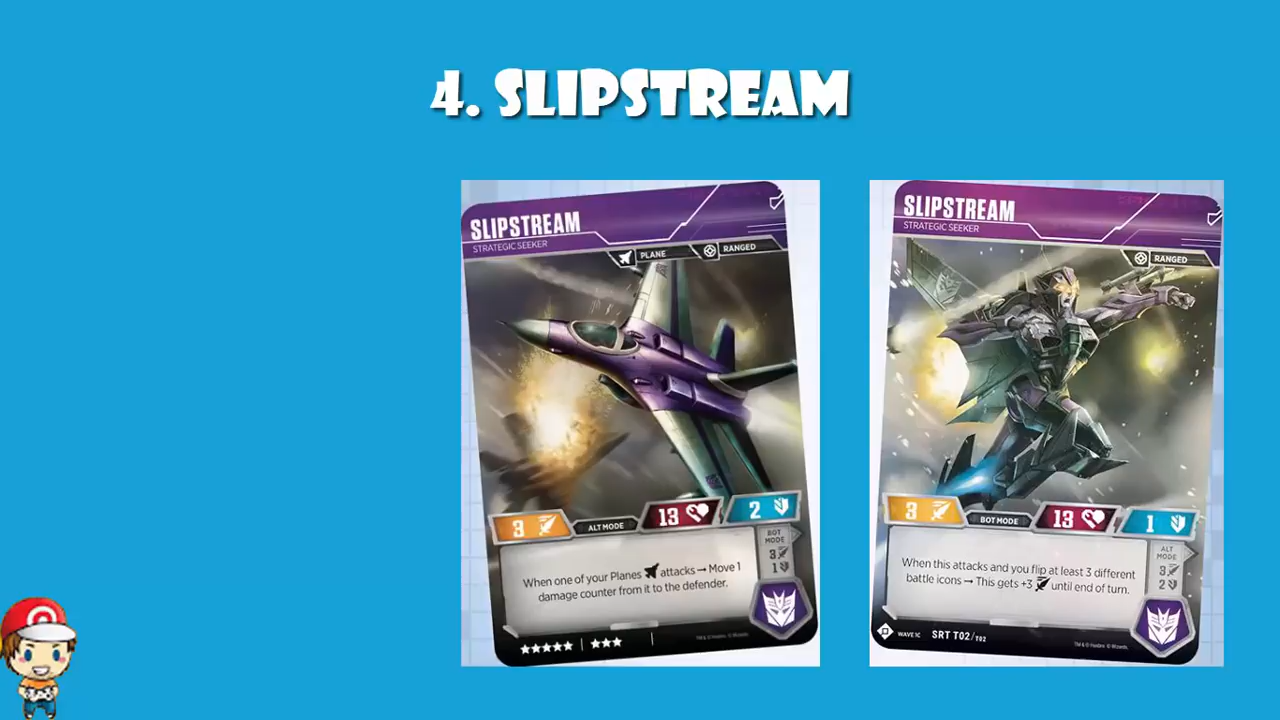 4. SLIPSTREAM
SLIPSTREAM
STRATEGIC SEEKER
PLANE
RANGED
3
ALT MODE
13
2
BOT
MODE
3
1
When one of your Planes attacks → Move 1
damage counter from it to the defender.
SLIPSTREAM
STRATEGIC SEEKER
RANGED
3
BOT MODE
13
1
ALT
MODE
3
2
When this attacks and you flip at least 3 different
battle icons → This gets +3 until end of turn.
WAVE 1C SRT T02/T02
TM & © Hasbro. © Wizards.